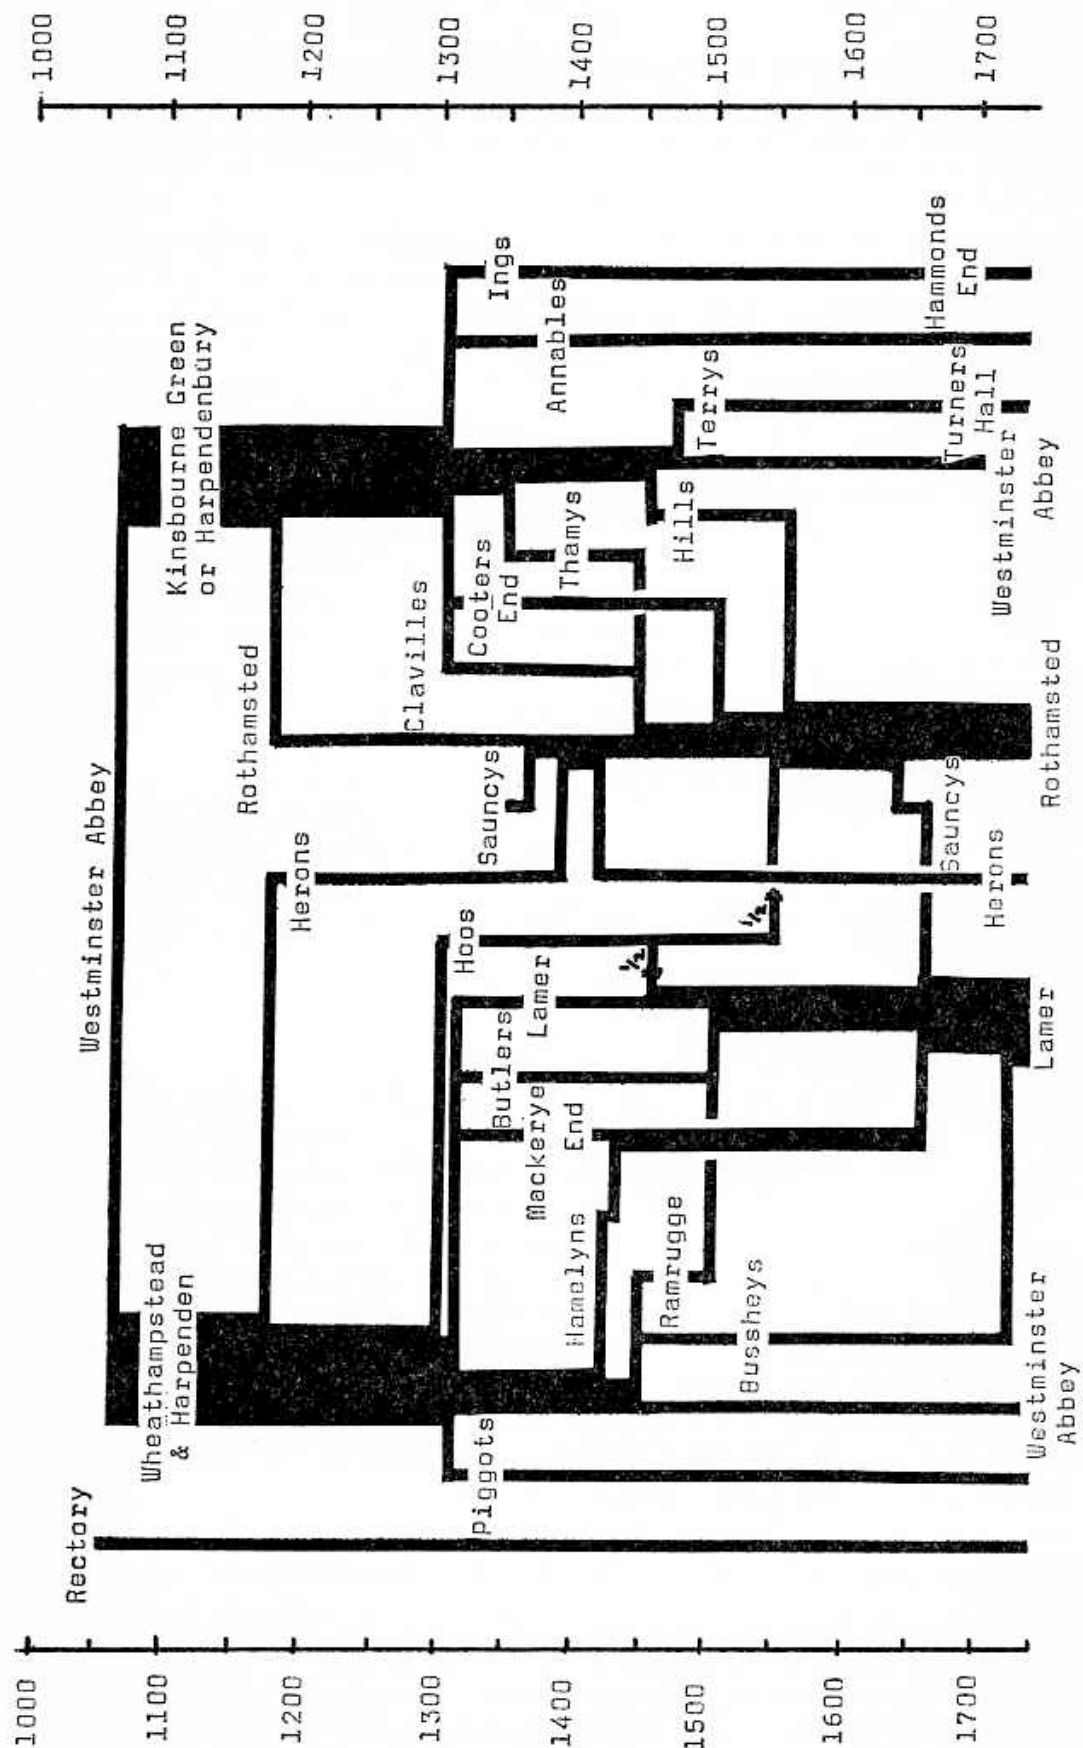 1000
1100
1200
1300
1400
1500
1600
1700
Kinsbourne Green
or Harpendenbury
Ings
Annables
Hammonds
End
Terrys
Turners
Hall
Westminster
Abbey
Hills
Thamys
Cooters
End
Clavilles
Rothamsted
Rothamsted
Westminster Abbey
Sauncys
Sauncys
Herons
Herons
Hoos
1/2
1/2
Lamer
Lamer
Butlers
Mackerye
End
Hamelyns
Ramrugge
Bussheys
Wheathampstead
& Harpenden
Westminster
Abbey
Piggots
Rectory
1000
1100
1200
1300
1400
1500
1600
1700